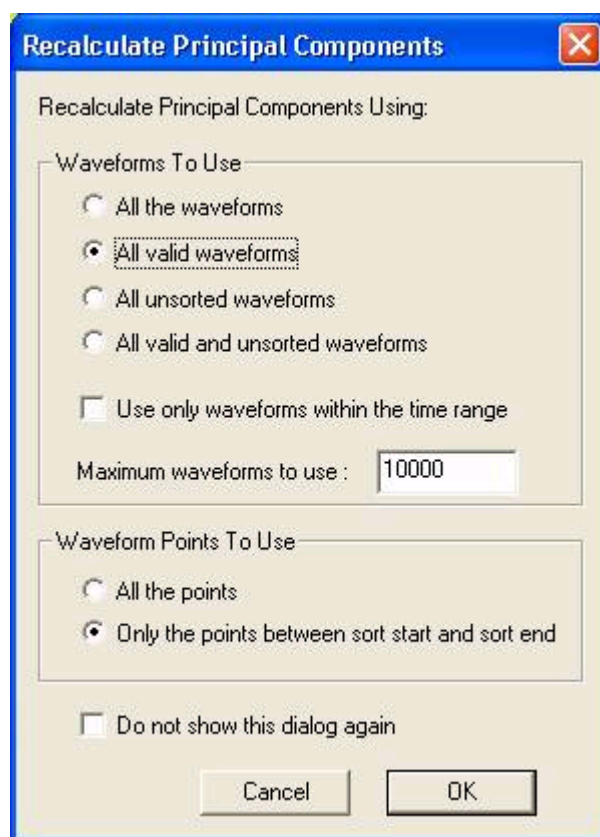 Recalculate Principal Components
Recalculate Principal Components Using:
Waveforms To Use
All the waveforms
All valid waveforms
All unsorted waveforms
All valid and unsorted waveforms
Use only waveforms within the time range
Maximum waveforms to use : 10000
Waveform Points To Use
All the points
Only the points between sort start and sort end
Do not show this dialog again
Cancel OK